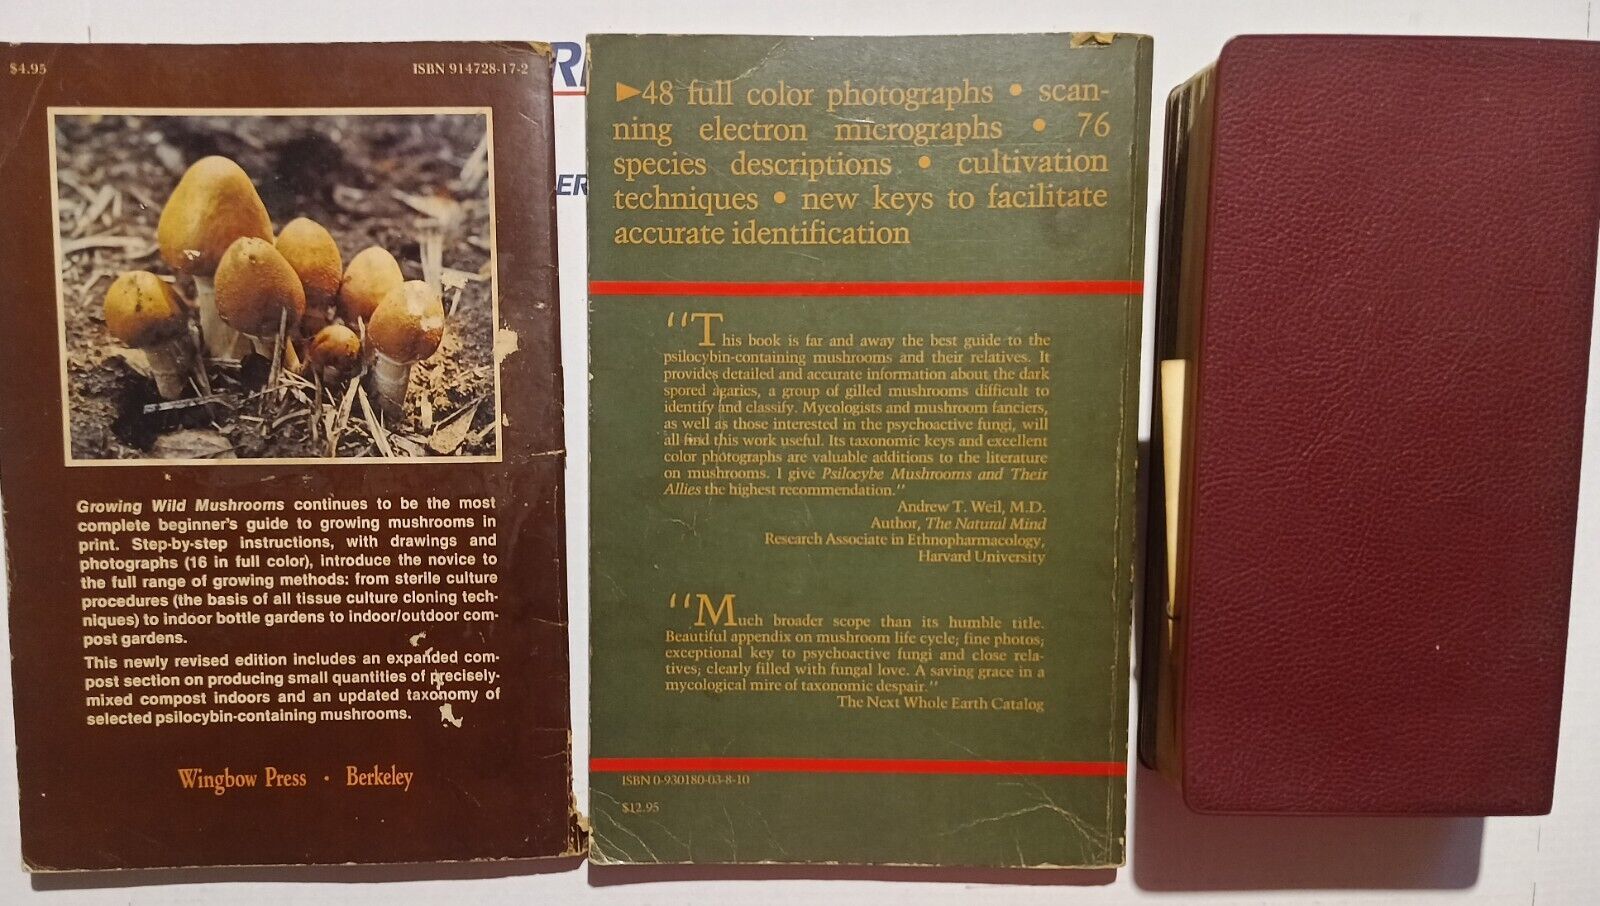 $4.95
ISBN 914728-17-2
Growing Wild Mushrooms continues to be the most
complete beginner's guide to growing mushrooms in
print. Step-by-step instructions, with drawings and
photographs (16 in full color), introduce the novice to
the full range of growing methods: from sterile culture
procedures (the basis of all tissue culture cloning tech-
niques) to indoor bottle gardens to indoor/outdoor com-
post gardens.
This newly revised edition includes an expanded com-
post section on producing small quantities of precisely-
mixed compost indoors and an updated taxonomy of
selected psilocybin-containing mushrooms.
Wingbow Press · Berkeley
►48 full color photographs • scan-
ning electron micrographs • 76
species descriptions • cultivation
techniques • new keys to facilitate
accurate identification
"This book is far and away the best guide to the
psilocybin-containing mushrooms and their relatives. It
provides detailed and accurate information about the dark
spored agarics, a group of gilled mushrooms difficult to
identify and classify. Mycologists and mushroom fanciers,
as well as those interested in the psychoactive fungi, will
all find this work useful. Its taxonomic keys and excellent
color photographs are valuable additions to the literature
on mushrooms. I give Psilocybe Mushrooms and Their
Allies the highest recommendation."
Andrew T. Weil, M.D.
Author, The Natural Mind
Research Associate in Ethnopharmacology,
Harvard University
"Much broader scope than its humble title.
Beautiful appendix on mushroom life cycle; fine photos;
exceptional key to psychoactive fungi and close rela-
tives; clearly filled with fungal love. A saving grace in a
mycological mire of taxonomic despair."
The Next Whole Earth Catalog
ISBN 0-930180-03-8-10
$12.95